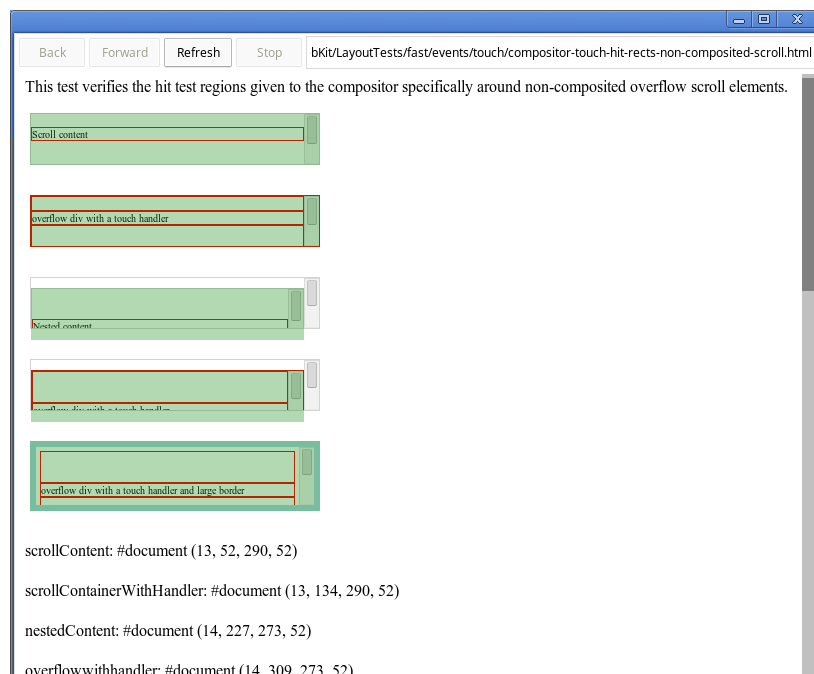 Back Forward Refresh Stop bKit/LayoutTests/fast/events/touch/compositor-touch-hit-rects-non-composited-scroll.html
This test verifies the hit test regions given to the compositor specifically around non-composited overflow scroll elements.
Scroll content
overflow div with a touch handler
Nested content
overflow div with a touch handler
overflow div with a touch handler and large border
scrollContent: #document (13, 52, 290, 52)
scrollContainerWithHandler: #document (13, 134, 290, 52)
nestedContent: #document (14, 227, 273, 52)
overflowwithhandler: #document (14, 309, 273, 52)